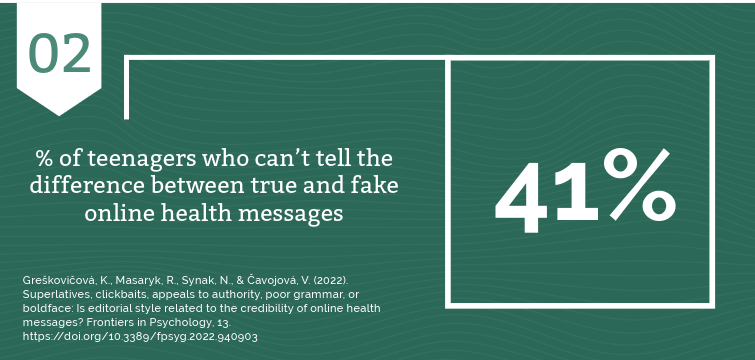 02
% of teenagers who can’t tell the
difference between true and fake
online health messages
41%
Greškovičová, K., Masaryk, R., Synak, N., & Čavojová, V. (2022).
Superlatives, clickbaits, appeals to authority, poor grammar, or
boldface: Is editorial style related to the credibility of online health
messages? Frontiers in Psychology, 13.
https://doi.org/10.3389/fpsyg.2022.940903